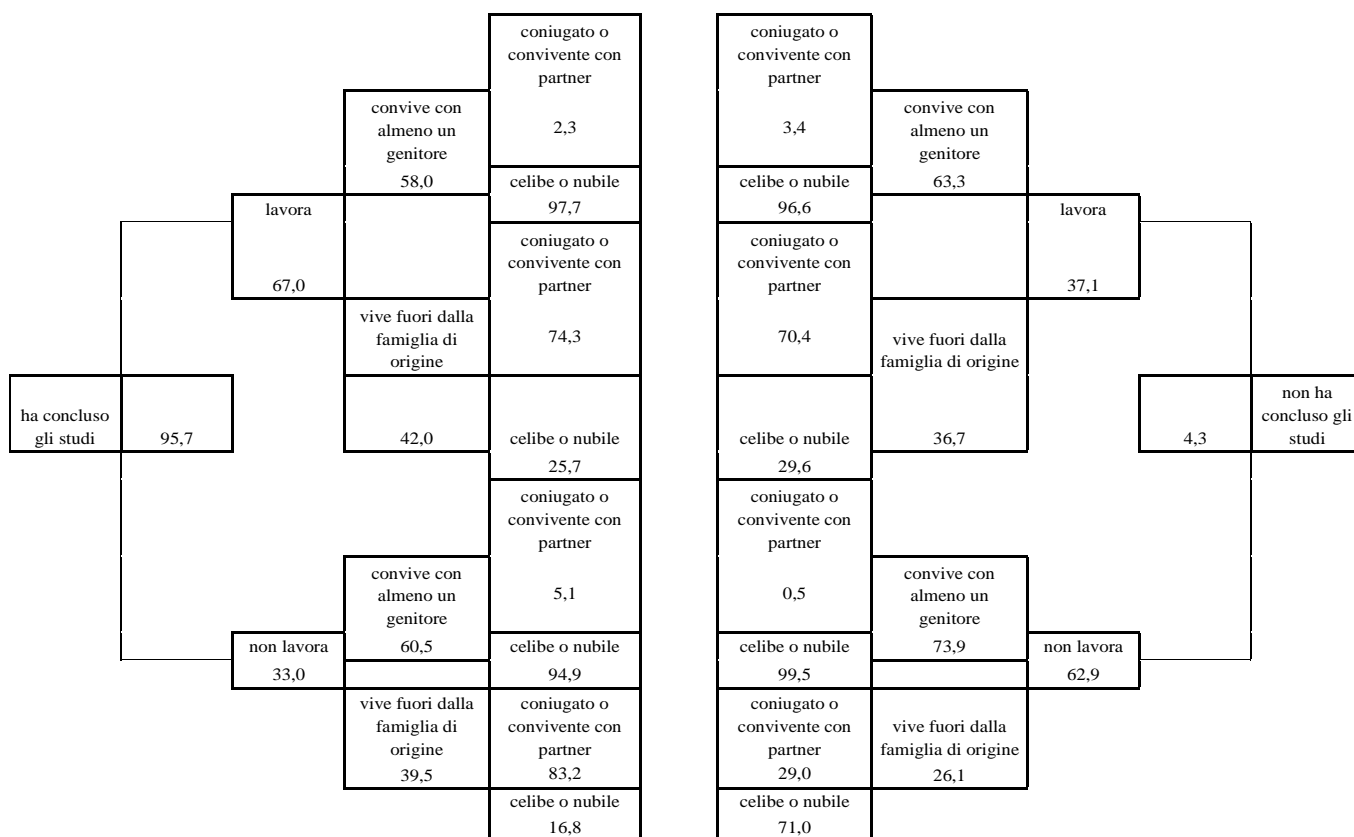 coniugato o
convivente con
partner
2,3
coniugato o
convivente con
partner
3,4
convive con
almeno un
genitore
58,0
convive con
almeno un
genitore
63,3
celibe o nubile
97,7
celibe o nubile
96,6
lavora
67,0
lavora
37,1
coniugato o
convivente con
partner
74,3
coniugato o
convivente con
partner
70,4
vive fuori dalla
famiglia di
origine
42,0
vive fuori dalla
famiglia di origine
36,7
ha concluso
gli studi
95,7
celibe o nubile
25,7
celibe o nubile
29,6
4,3
non ha
concluso gli
studi
coniugato o
convivente con
partner
5,1
coniugato o
convivente con
partner
0,5
convive con
almeno un
genitore
60,5
convive con
almeno un
genitore
73,9
non lavora
33,0
celibe o nubile
94,9
celibe o nubile
99,5
non lavora
62,9
vive fuori dalla
famiglia di
origine
39,5
coniugato o
convivente con
partner
83,2
coniugato o
convivente con
partner
29,0
vive fuori dalla
famiglia di origine
26,1
celibe o nubile
16,8
celibe o nubile
71,0